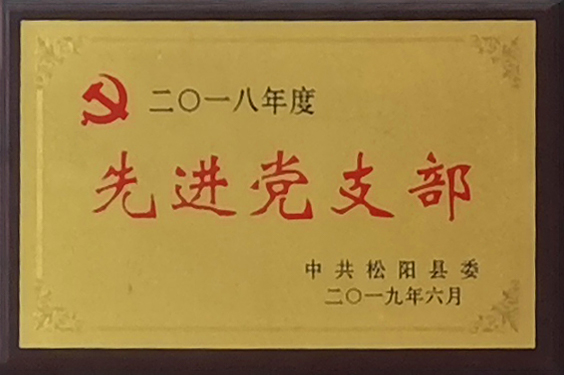 二〇一八年度
先进党支部
中共松阳县委
二〇一九年六月